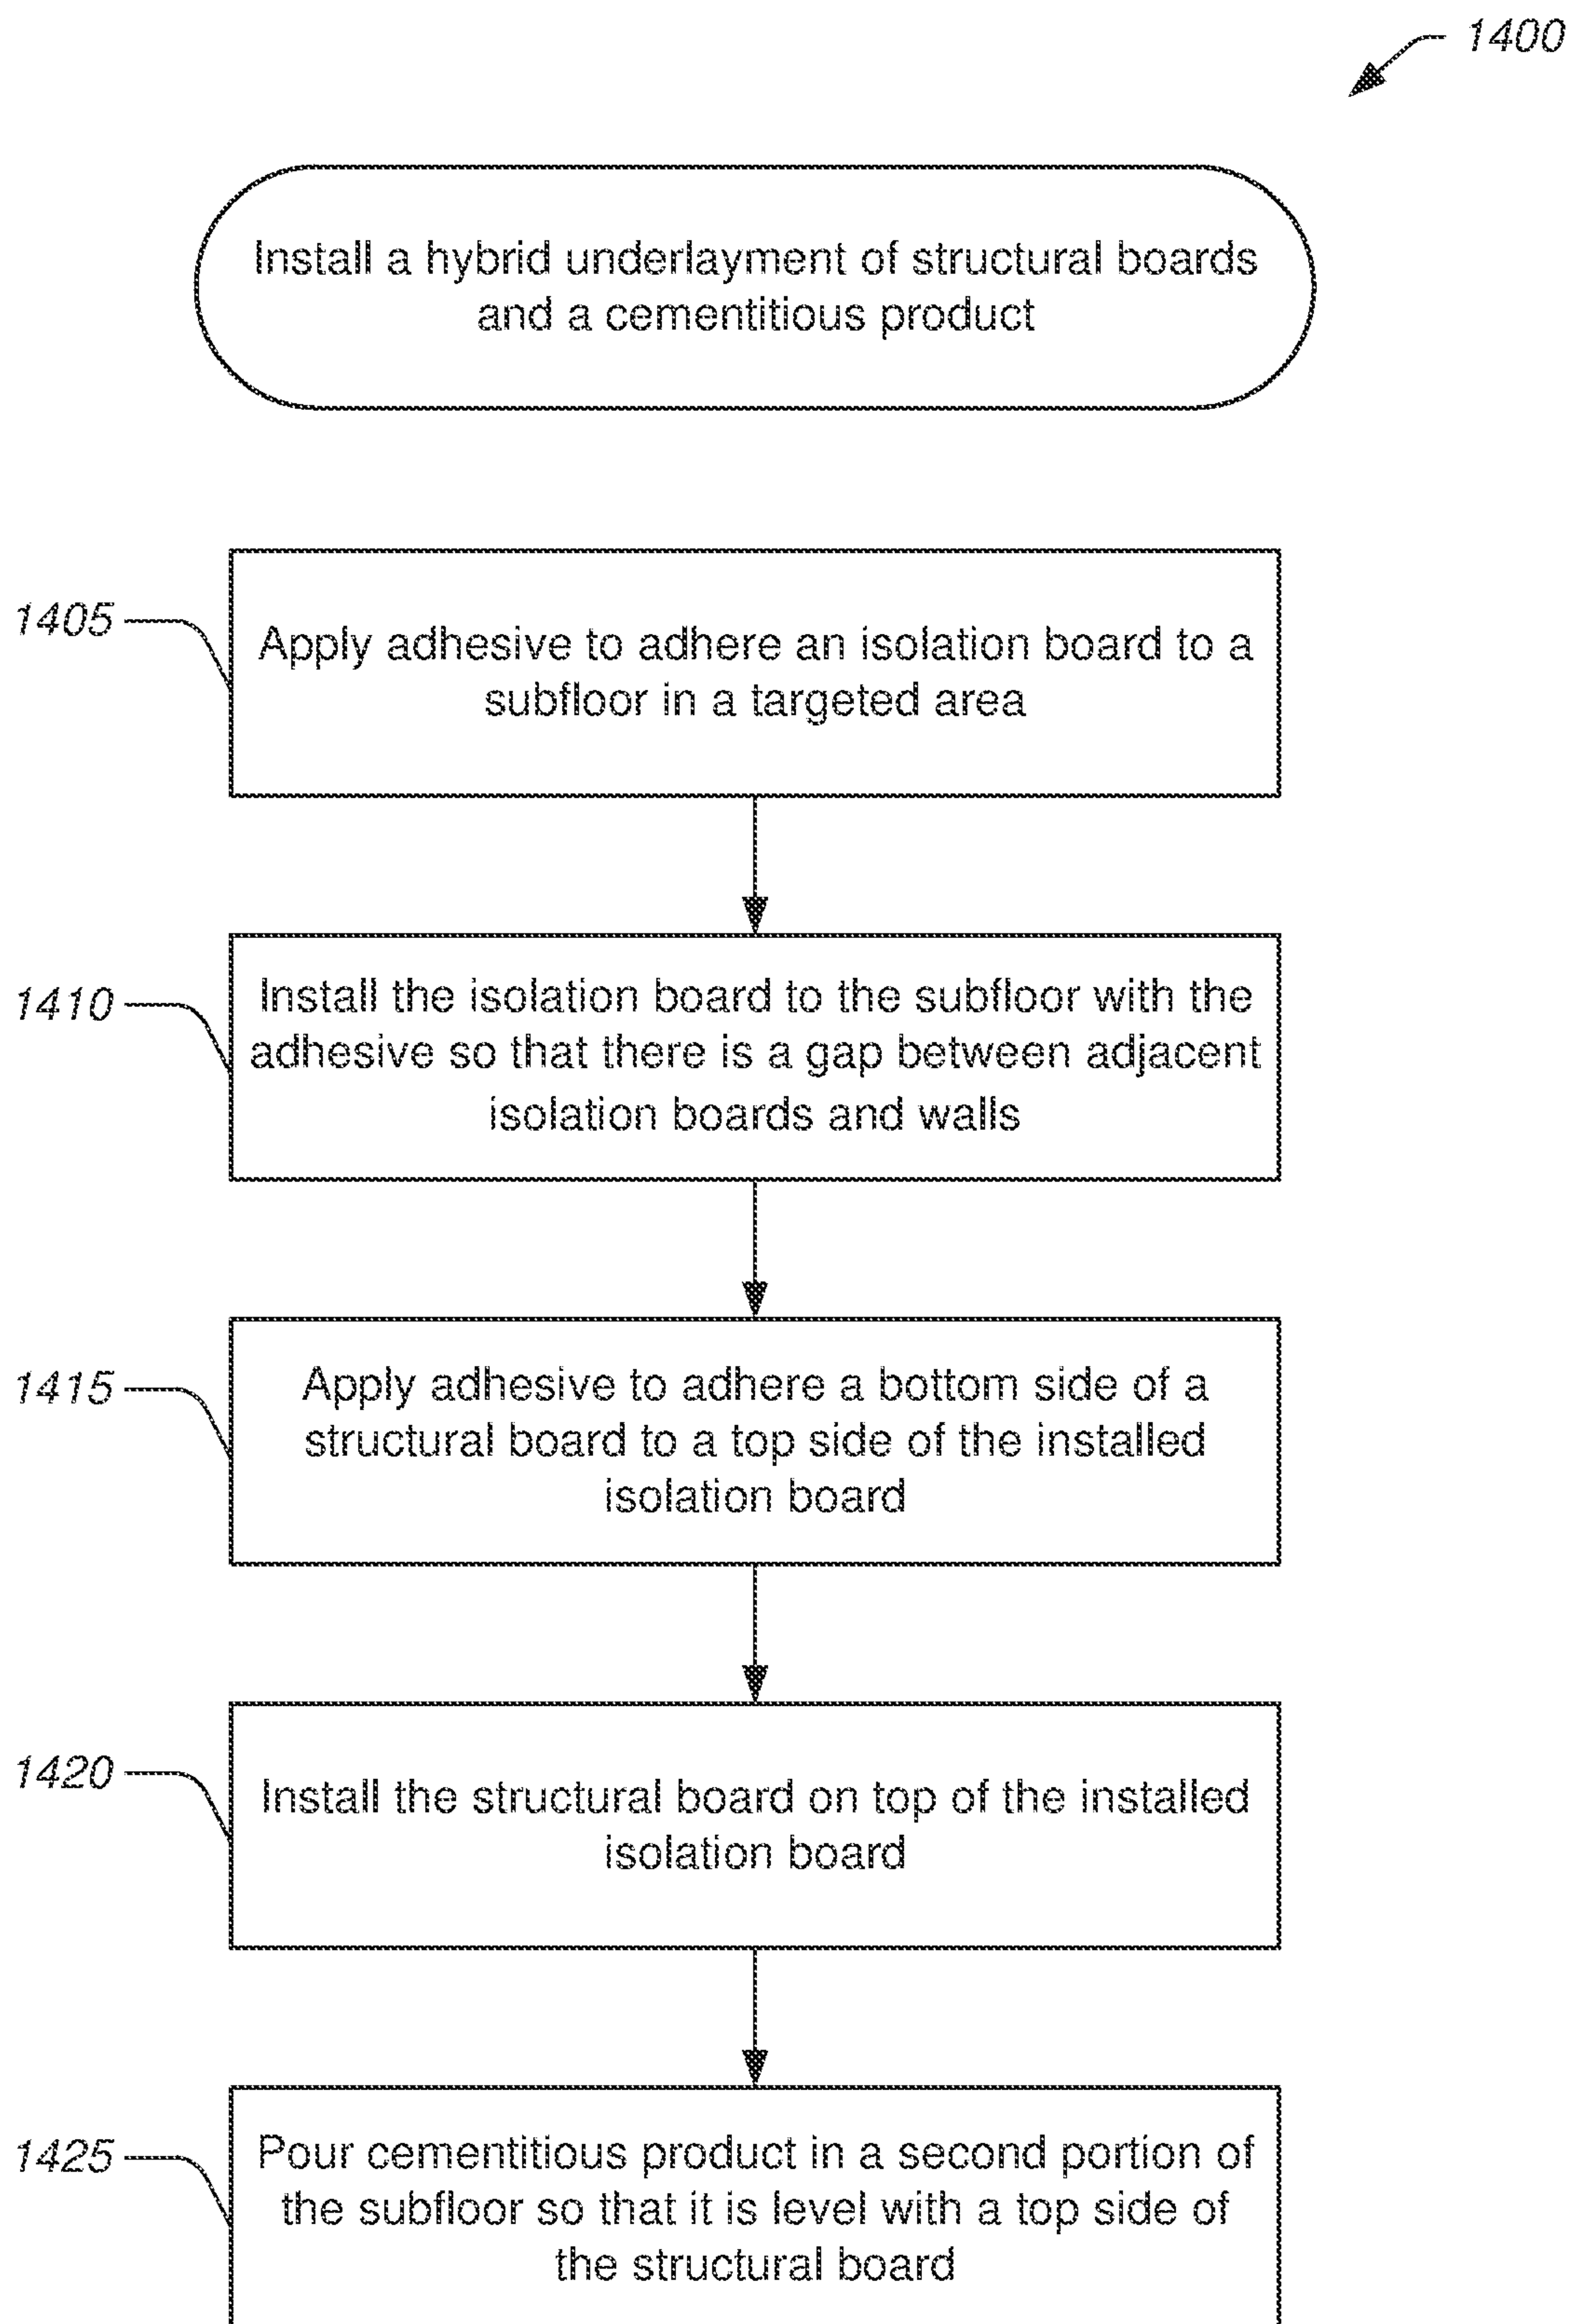 1400
Install a hybrid underlayment of structural boards
and a cementitious product
1405
Apply adhesive to adhere an isolation board to a
subfloor in a targeted area
1410
Install the isolation board to the subfloor with the
adhesive so that there is a gap between adjacent
isolation boards and walls
1415
Apply adhesive to adhere a bottom side of a
structural board to a top side of the installed
isolation board
1420
Install the structural board on top of the installed
isolation board
1425
Pour cementitious product in a second portion of
the subfloor so that it is level with a top side of
the structural board